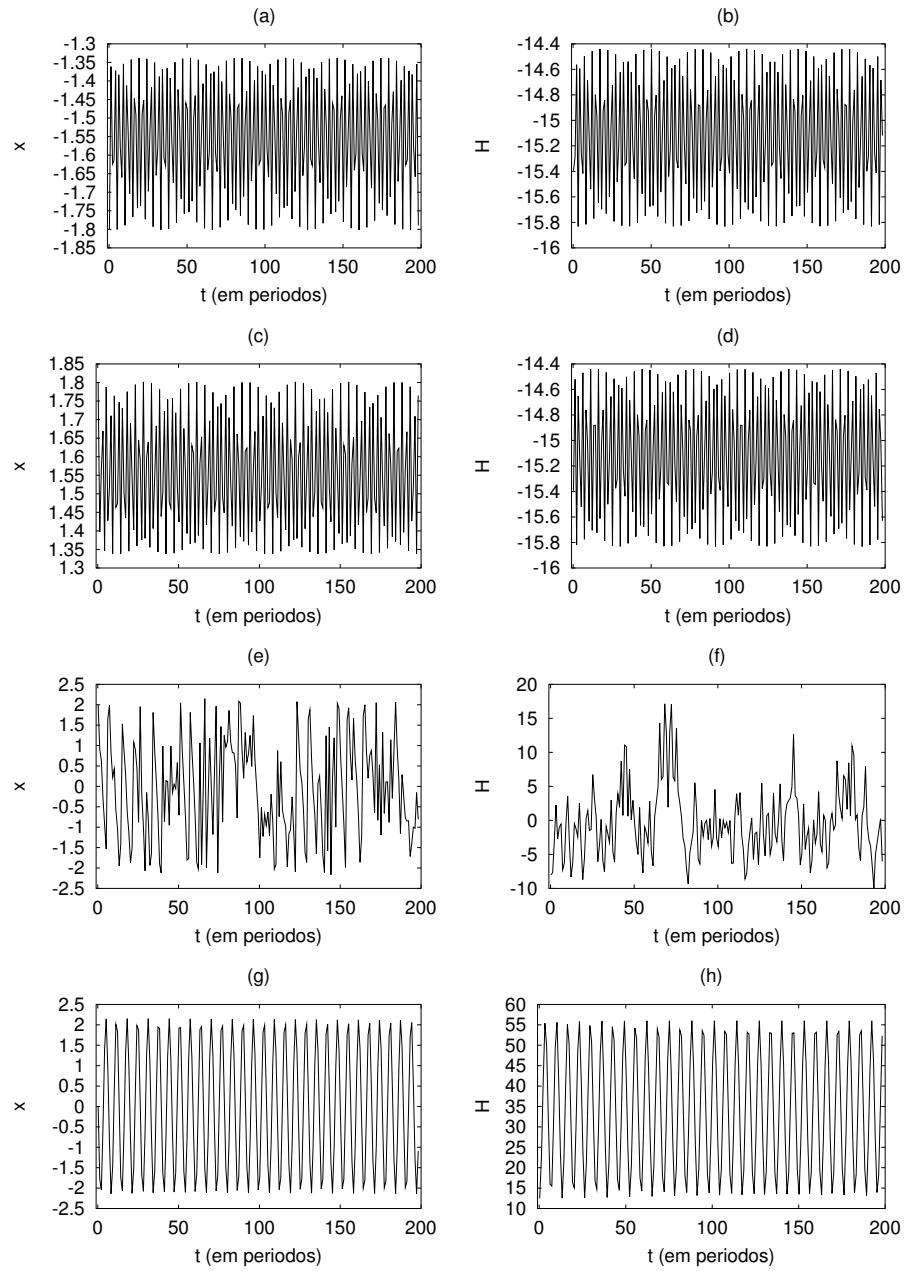 (a)
-1.3
-1.35
-1.4
-1.45
-1.5
-1.55
-1.6
-1.65
-1.7
-1.75
-1.8
-1.85
x
0 50 100 150 200
t (em periodos)
(b)
-14.4
-14.6
-14.8
-15
-15.2
-15.4
-15.6
-15.8
-16
H
0 50 100 150 200
t (em periodos)
(c)
1.85
1.8
1.75
1.7
1.65
1.6
1.55
1.5
1.45
1.4
1.35
1.3
x
0 50 100 150 200
t (em periodos)
(d)
-14.4
-14.6
-14.8
-15
-15.2
-15.4
-15.6
-15.8
-16
H
0 50 100 150 200
t (em periodos)
(e)
2.5
2
1.5
1
0.5
0
-0.5
-1
-1.5
-2
-2.5
x
0 50 100 150 200
t (em periodos)
(f)
20
15
10
5
0
-5
-10
H
0 50 100 150 200
t (em periodos)
(g)
2.5
2
1.5
1
0.5
0
-0.5
-1
-1.5
-2
-2.5
x
0 50 100 150 200
t (em periodos)
(h)
60
55
50
45
40
35
30
25
20
15
10
H
0 50 100 150 200
t (em periodos)